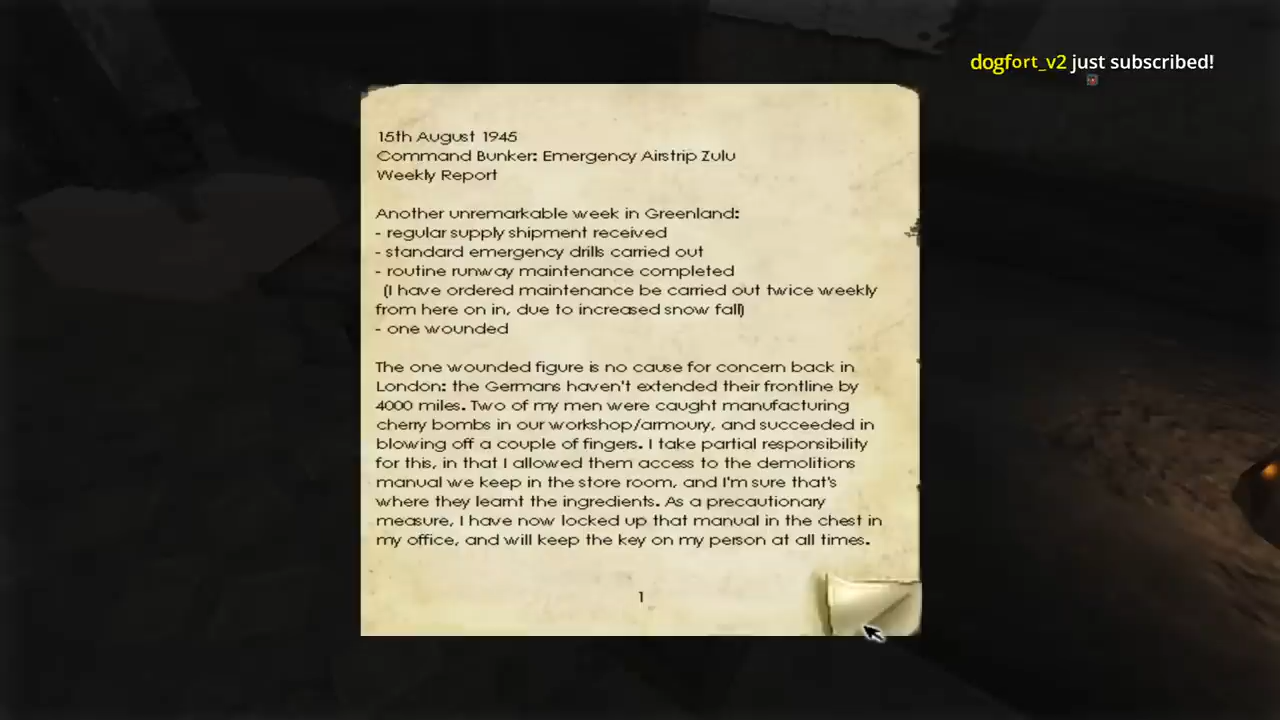 dogfort_v2 just subscribed!
15th August 1945
Command Bunker: Emergency Airstrip Zulu
Weekly Report
Another unremarkable week in Greenland:
- regular supply shipment received
- standard emergency drills carried out
- routine runway maintenance completed
(I have ordered maintenance be carried out twice weekly
from here on in, due to increased snow fall)
- one wounded
The one wounded figure is no cause for concern back in
London: the Germans haven't extended their frontline by
4000 miles. Two of my men were caught manufacturing
cherry bombs in our workshop/armoury, and succeeded in
blowing off a couple of fingers. I take partial responsibility
for this, in that I allowed them access to the demolitions
manual we keep in the store room, and I'm sure that's
where they learnt the ingredients. As a precautionary
measure, I have now locked up that manual in the chest in
my office, and will keep the key on my person at all times.
1